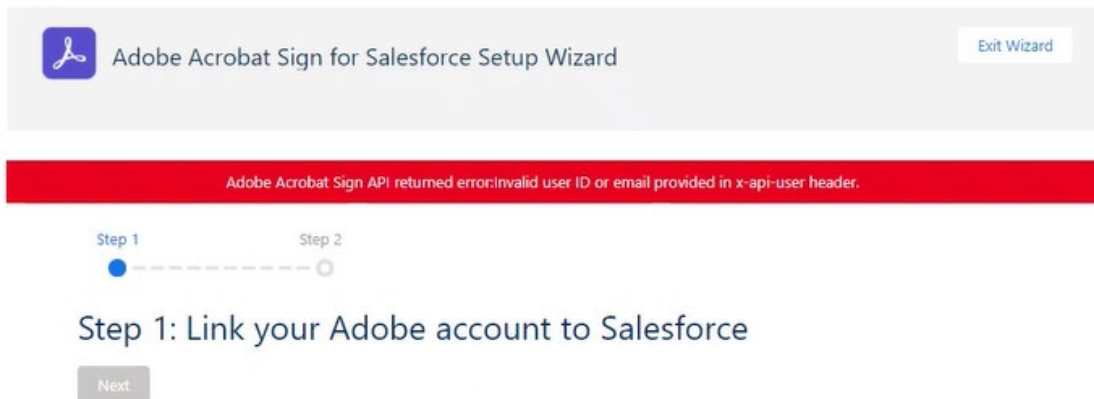 Adobe Acrobat Sign for Salesforce Setup Wizard
Exit Wizard
Adobe Acrobat Sign API returned error:Invalid user ID or email provided in x-api-user header.
Step 1
Step 2
Step 1: Link your Adobe account to Salesforce
Next